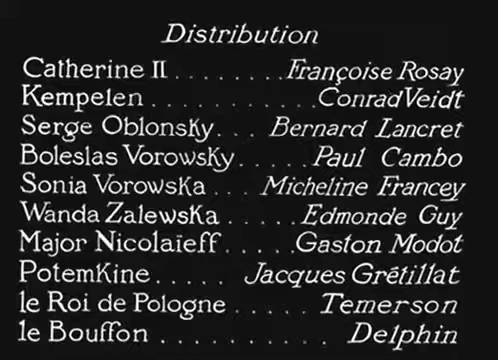 Distribution
Catherine II........Françoise Rosay
Kempelen...........Conrad Veidt
Serge Oblonsky...Bernard Lancret
Boleslas Vorowsky.....Paul Cambo
Sonia Vorowska...Micheline Francey
Wanda Zalewska.....Edmonde Guy
Major Nicolaïeff.....Gaston Modot
Potemkine.....Jacques Grétillat
le Roi de Pologne.....Temerson
le Bouffon..........Delphin